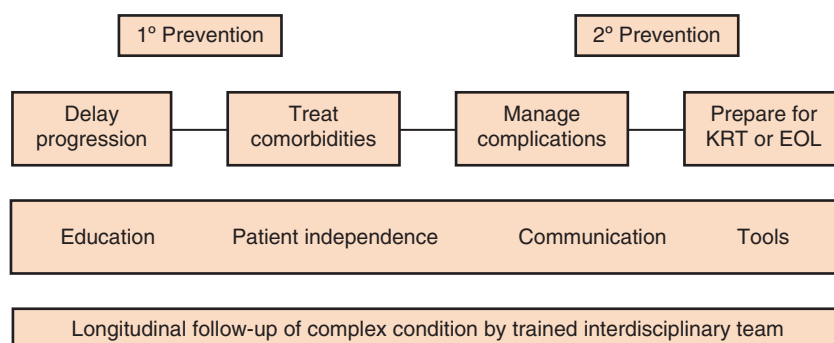 1º Prevention
2º Prevention
Delay
progression
Treat
comorbidities
Manage
complications
Prepare for
KRT or EOL
Education Patient independence Communication Tools
Longitudinal follow-up of complex condition by trained interdisciplinary team